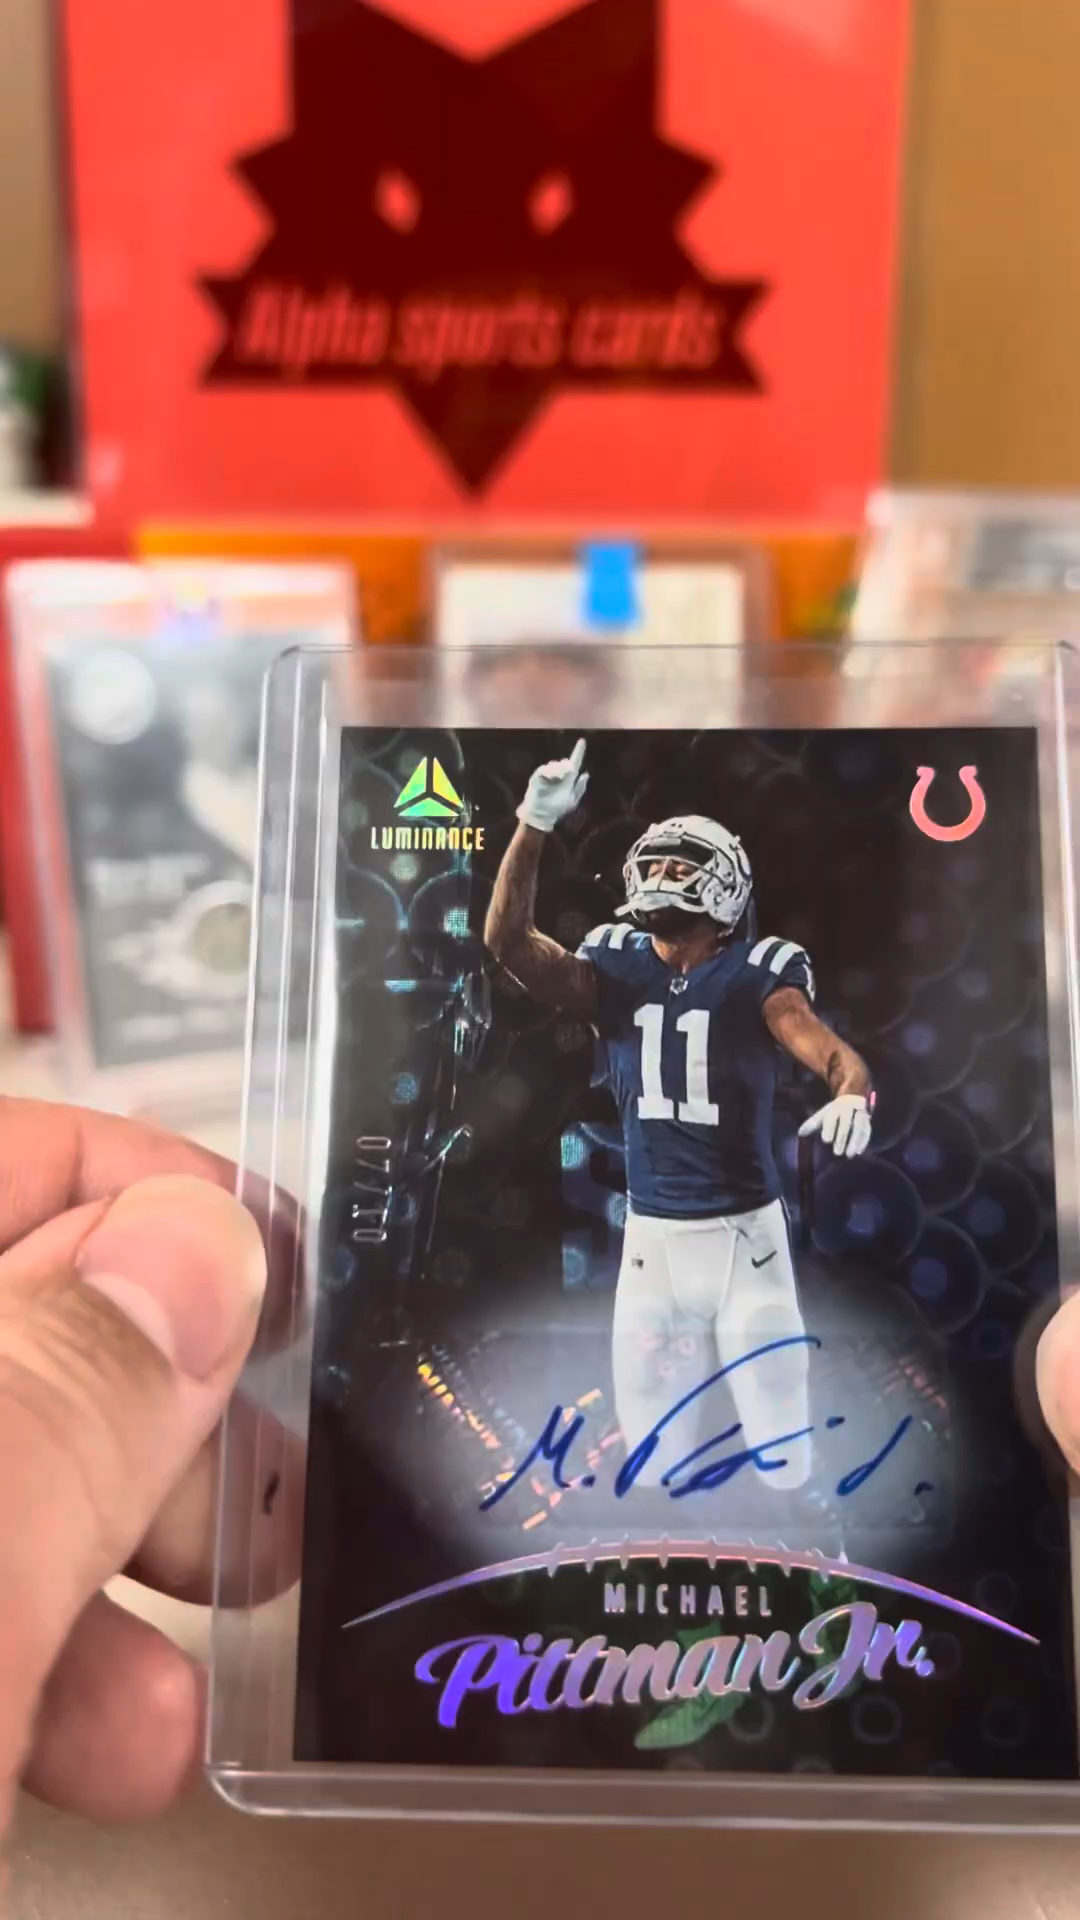 Alpha sports cards
LUMINANCE
11
07/10
M. P
MICHAEL
Pittman Jr.